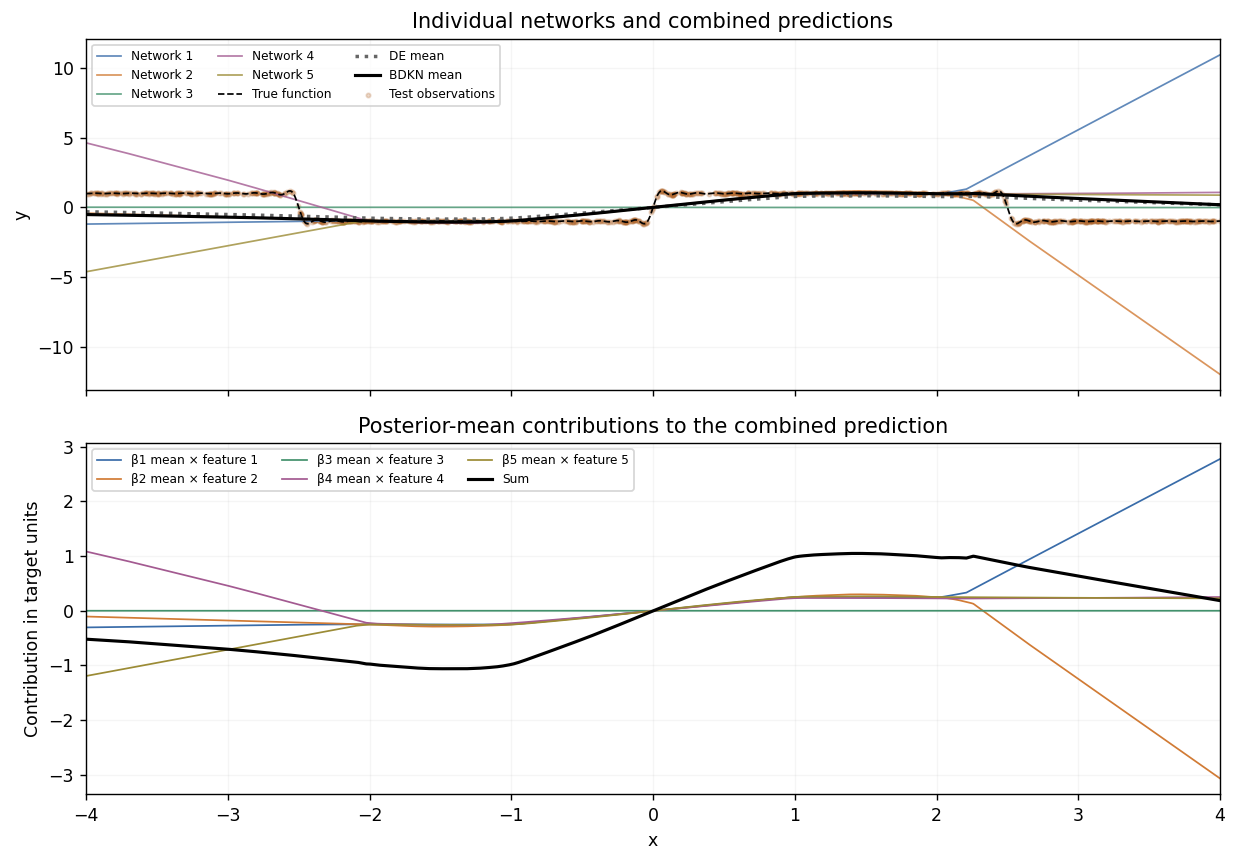 Individual networks and combined predictions
Network 1
Network 2
Network 3
Network 4
Network 5
True function
DE mean
BDKN mean
Test observations
10
5
0
−5
−10
y
Posterior-mean contributions to the combined prediction
β1 mean × feature 1
β2 mean × feature 2
β3 mean × feature 3
β4 mean × feature 4
β5 mean × feature 5
Sum
3
2
1
0
−1
−2
−3
Contribution in target units
−4 −3 −2 −1 0 1 2 3 4
x